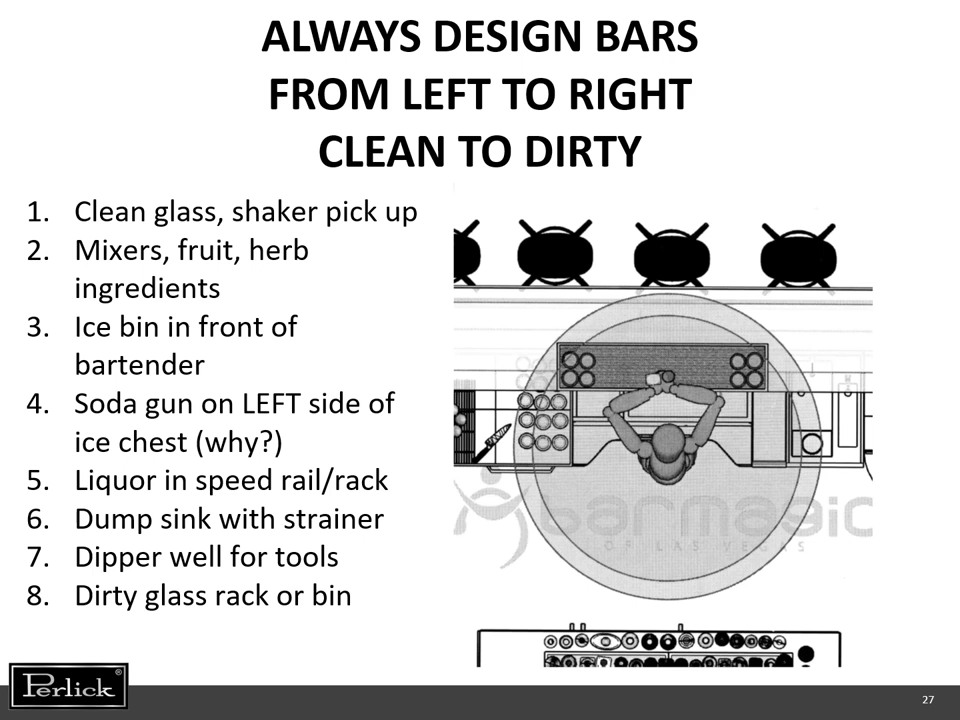 ALWAYS DESIGN BARS
FROM LEFT TO RIGHT
CLEAN TO DIRTY
1. Clean glass, shaker pick up
2. Mixers, fruit, herb
ingredients
3. Ice bin in front of
bartender
4. Soda gun on LEFT side of
ice chest (why?)
5. Liquor in speed rail/rack
6. Dump sink with strainer
7. Dipper well for tools
8. Dirty glass rack or bin
barmagic
OF LAS VEGAS
Perlick®
27